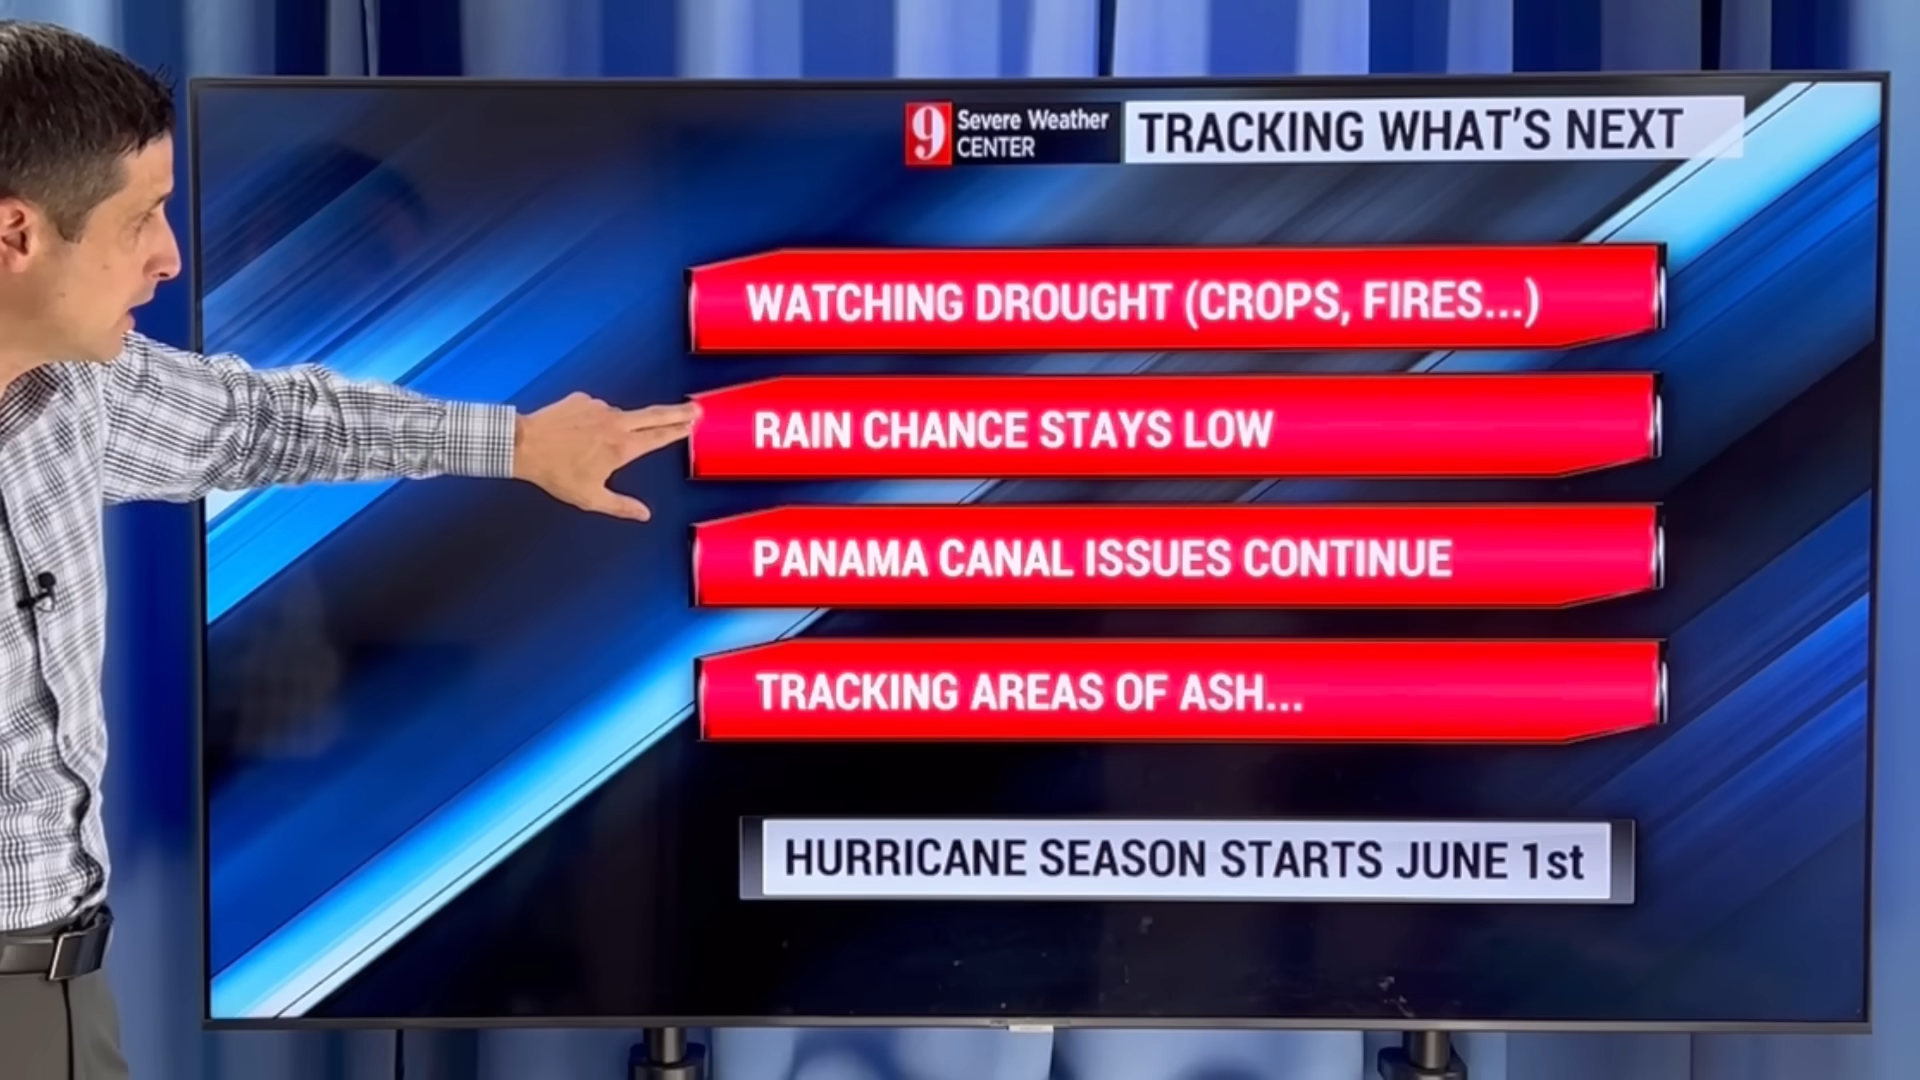 9 Severe Weather CENTER
TRACKING WHAT'S NEXT
WATCHING DROUGHT (CROPS, FIRES...)
RAIN CHANCE STAYS LOW
PANAMA CANAL ISSUES CONTINUE
TRACKING AREAS OF ASH...
HURRICANE SEASON STARTS JUNE 1st